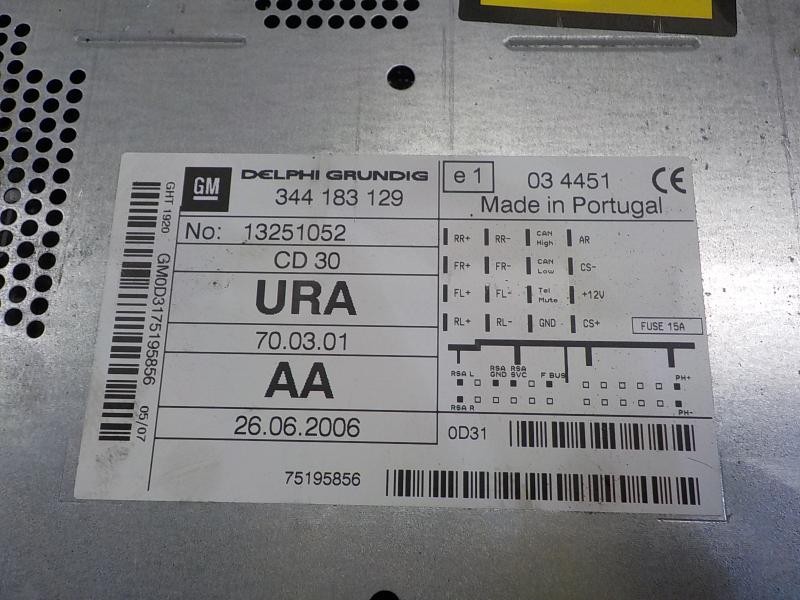 GM DELPHI GRUNDIG
344 183 129
No: 13251052
CD 30
URA
70.03.01
AA
26.06.2006
75195856
GHT 1920
GM0D3175195856
05/07
e1 03 4451 CE
Made in Portugal
RR+ RR- CAN High AR
FR+ FR- CAN Low CS-
FL+ FL- Tel Mute +12V
RL+ RL- GND CS+
FUSE 15A
RSA L RSA GND RSA SVC F BUS PH+
RSA R PH-
0D31